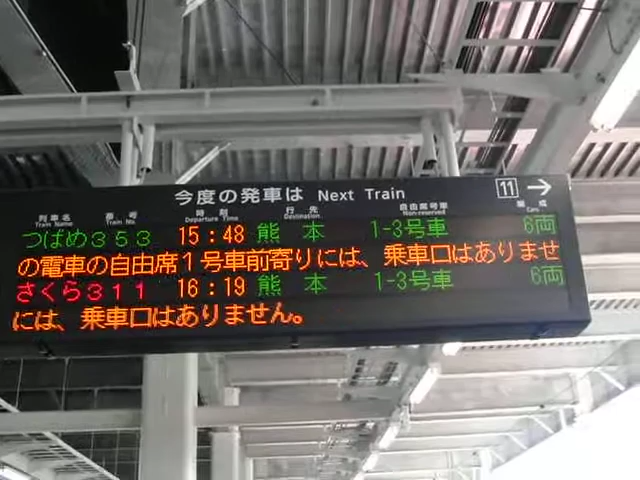 今度の発車は Next Train 11 →
列車名 番号 時刻 行先 自由席号車 編成
Train Name Train No. Departure Time Destination Non-reserved Cars
つばめ353 15:48 熊本 1-3号車 6両
の電車の自由席1号車前寄りには、乗車口はありませ
さくら311 16:19 熊本 1-3号車 6両
には、乗車口はありません。